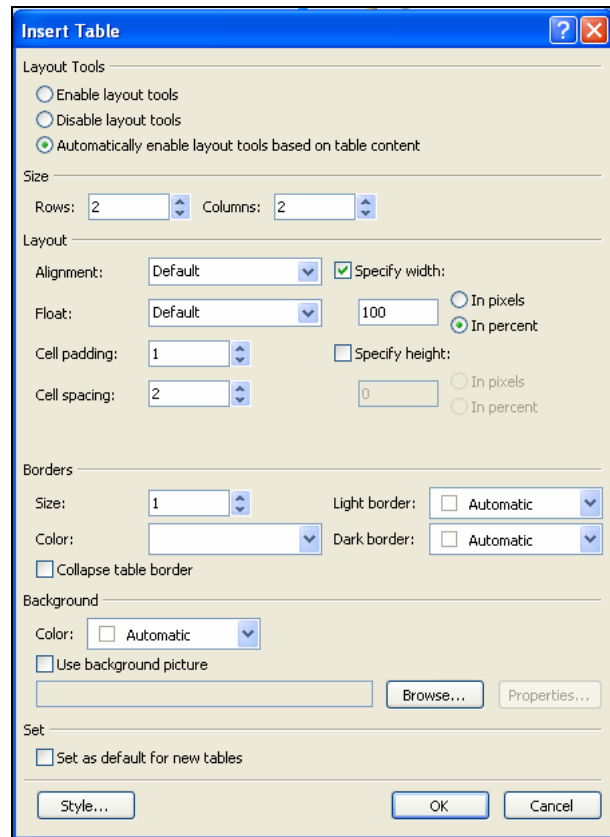 Insert Table
Layout Tools
Enable layout tools
Disable layout tools
Automatically enable layout tools based on table content
Size
Rows: 2 Columns: 2
Layout
Alignment: Default Specify width:
Float: Default 100 In pixels
In percent
Cell padding: 1 Specify height:
Cell spacing: 2 0 In pixels
In percent
Borders
Size: 1 Light border: Automatic
Color: Dark border: Automatic
Collapse table border
Background
Color: Automatic
Use background picture
Browse... Properties...
Set
Set as default for new tables
Style... OK Cancel